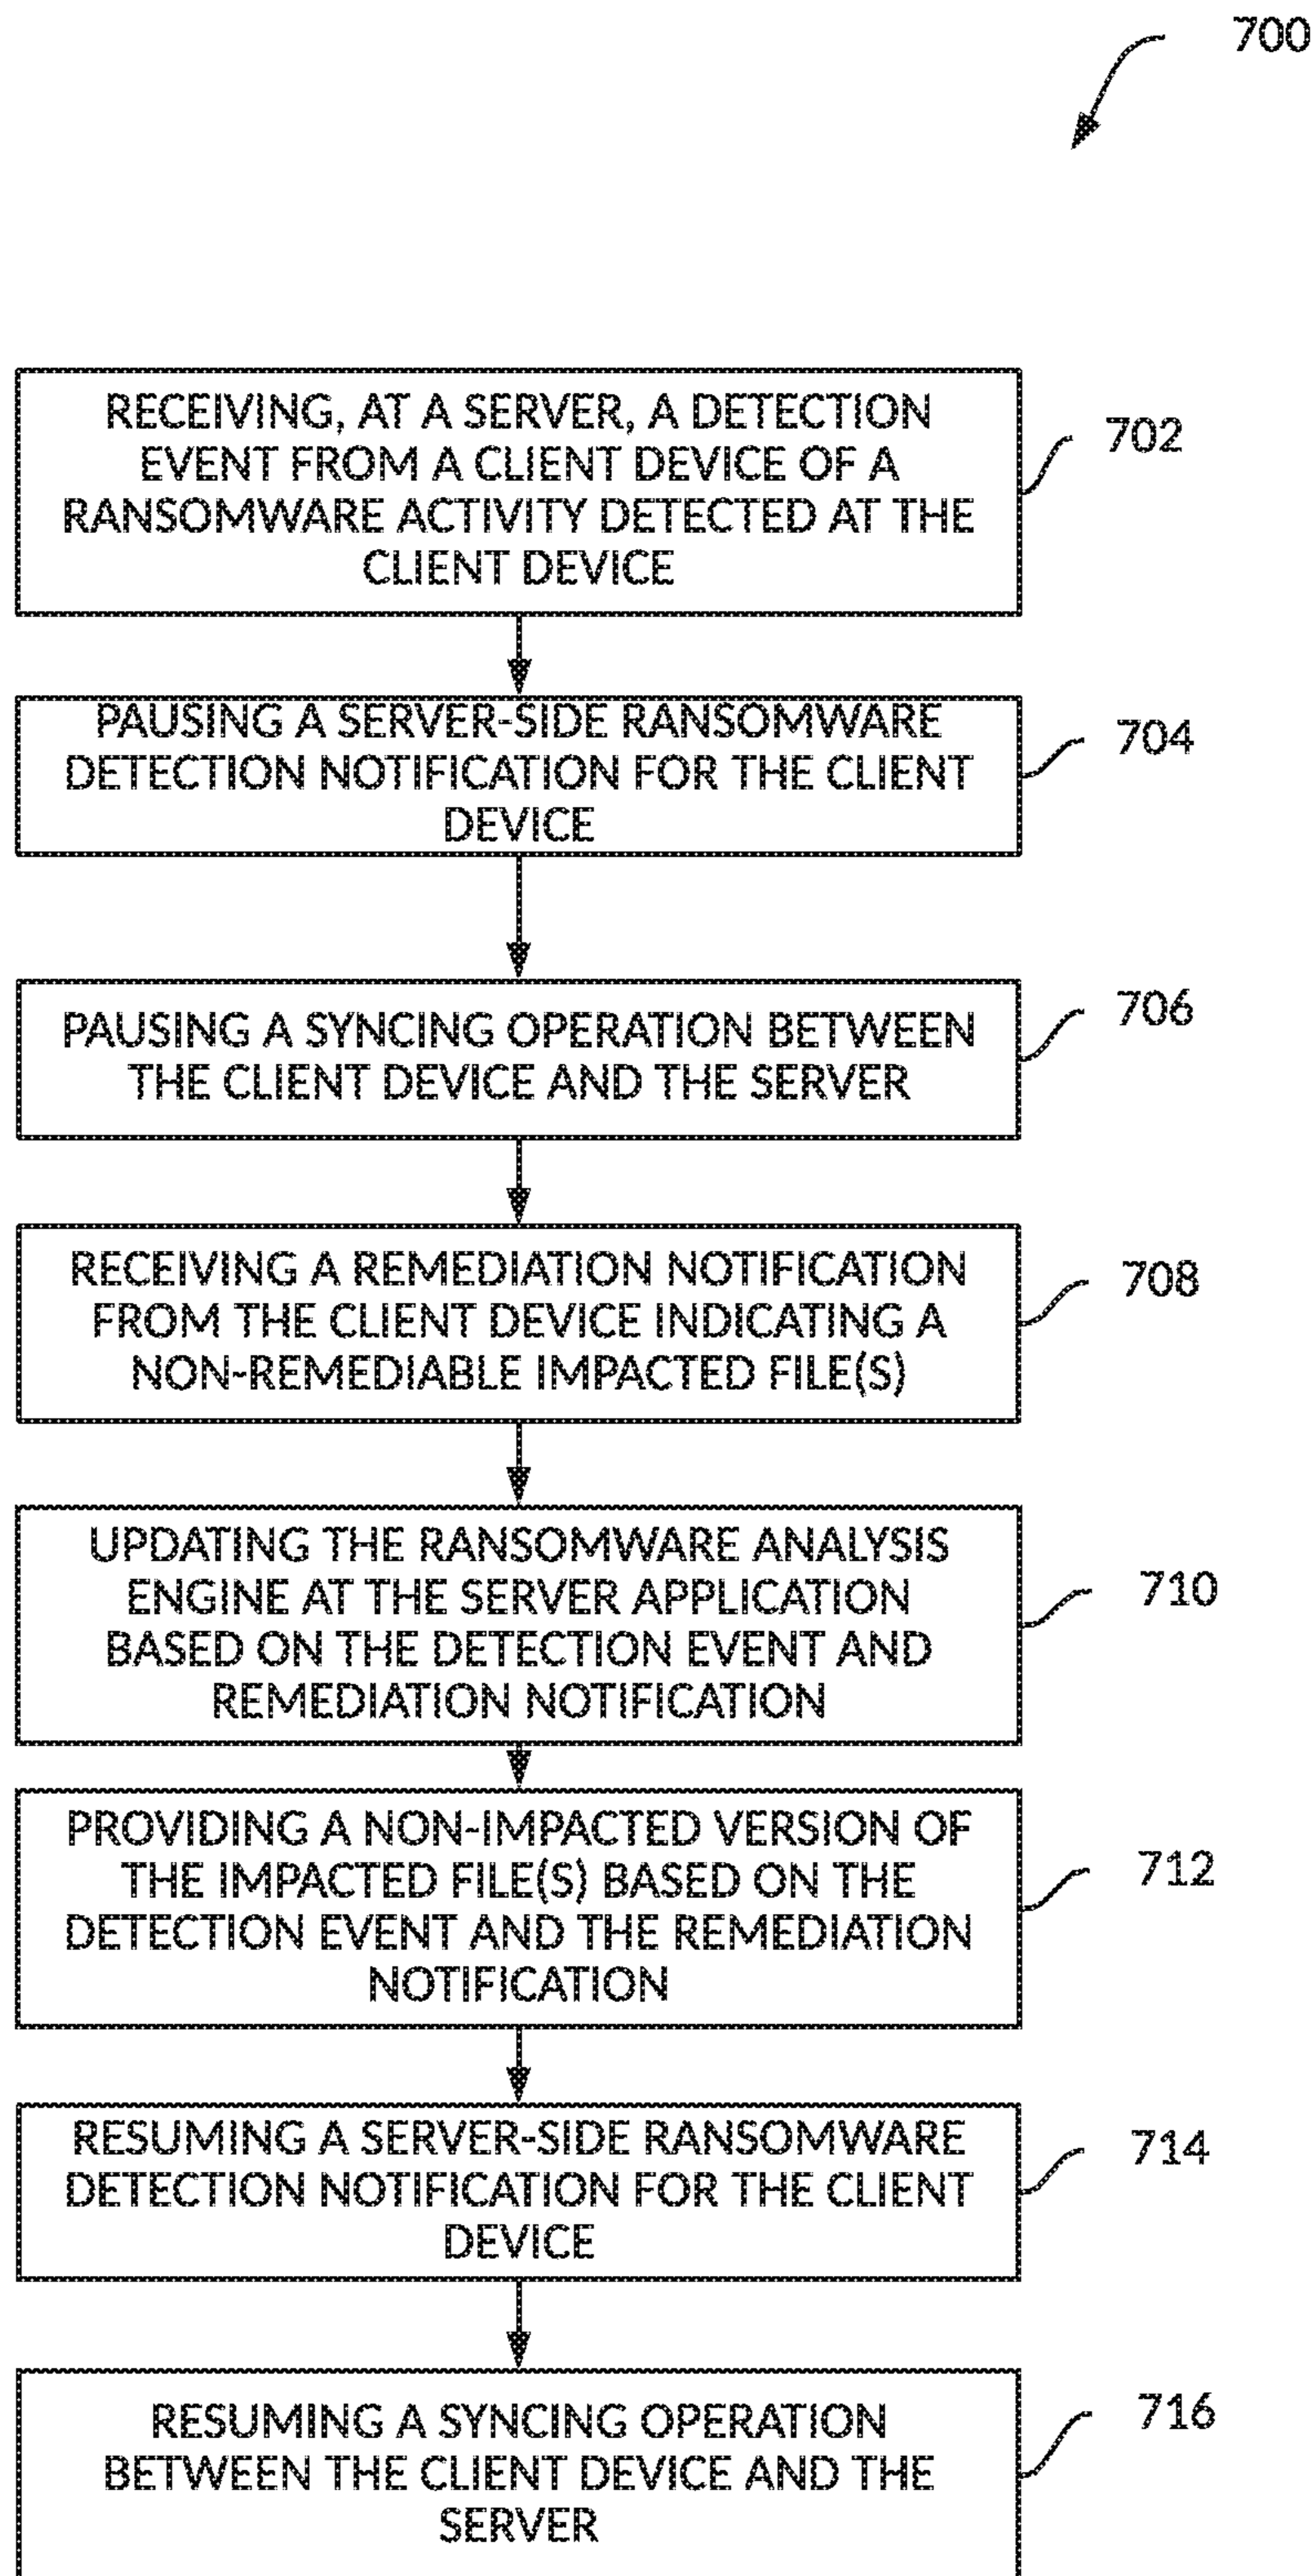 700
RECEIVING, AT A SERVER, A DETECTION
EVENT FROM A CLIENT DEVICE OF A
RANSOMWARE ACTIVITY DETECTED AT THE
CLIENT DEVICE
702
PAUSING A SERVER-SIDE RANSOMWARE
DETECTION NOTIFICATION FOR THE CLIENT
DEVICE
704
PAUSING A SYNCING OPERATION BETWEEN
THE CLIENT DEVICE AND THE SERVER
706
RECEIVING A REMEDIATION NOTIFICATION
FROM THE CLIENT DEVICE INDICATING A
NON-REMEDIABLE IMPACTED FILE(S)
708
UPDATING THE RANSOMWARE ANALYSIS
ENGINE AT THE SERVER APPLICATION
BASED ON THE DETECTION EVENT AND
REMEDIATION NOTIFICATION
710
PROVIDING A NON-IMPACTED VERSION OF
THE IMPACTED FILE(S) BASED ON THE
DETECTION EVENT AND THE REMEDIATION
NOTIFICATION
712
RESUMING A SERVER-SIDE RANSOMWARE
DETECTION NOTIFICATION FOR THE CLIENT
DEVICE
714
RESUMING A SYNCING OPERATION
BETWEEN THE CLIENT DEVICE AND THE
SERVER
716